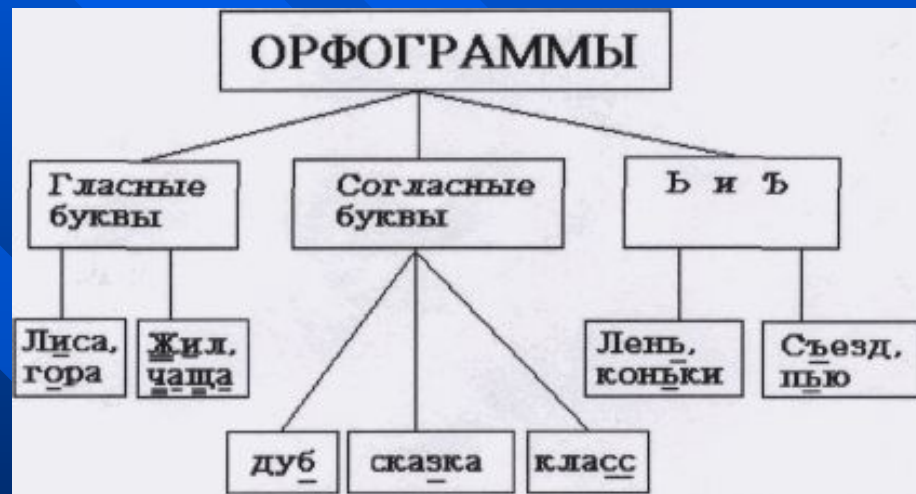 ОРФОГРАММЫ
Гласные
буквы
Согласные
буквы
Ь и Ъ
Лиса,
гора
Жил,
чаща
Лень,
коньки
Съезд,
пью
дуб
сказка
класс